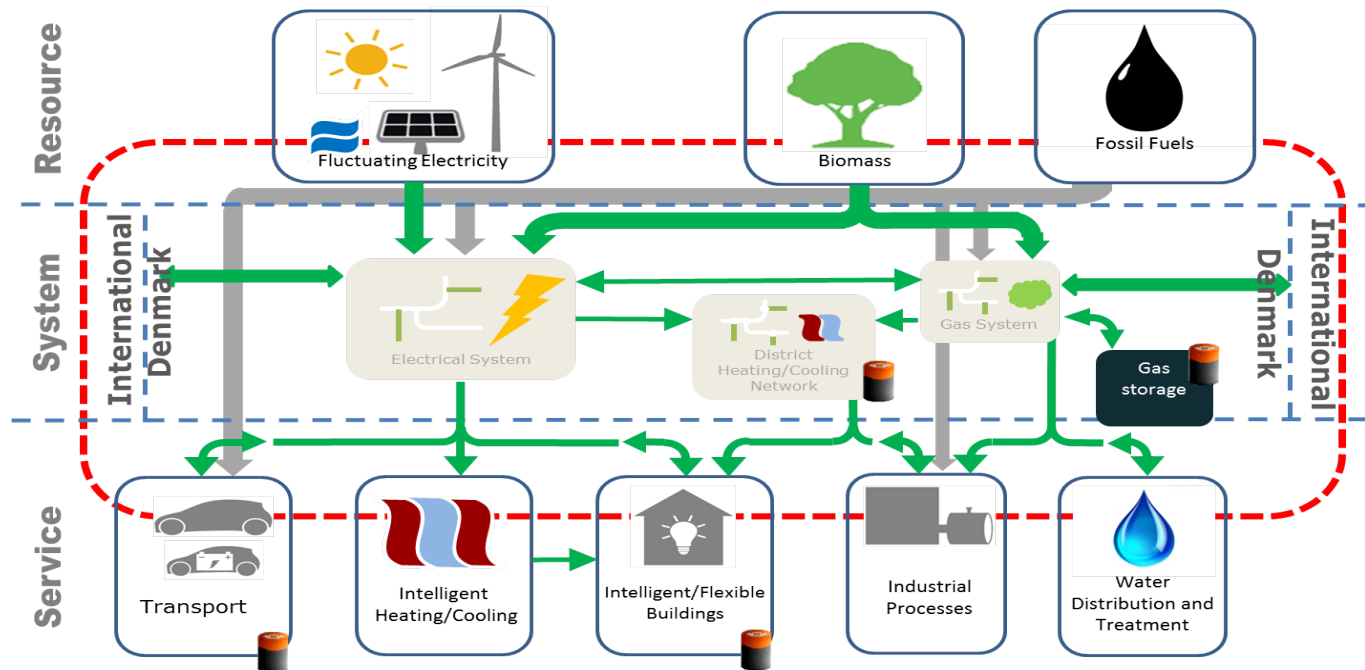 Resource
Fluctuating Electricity
Biomass
Fossil Fuels
System
International
Denmark
Electrical System
District
Heating/Cooling
Network
Gas System
Gas
storage
Denmark
International
Service
Transport
Intelligent
Heating/Cooling
Intelligent/Flexible
Buildings
Industrial
Processes
Water
Distribution and
Treatment